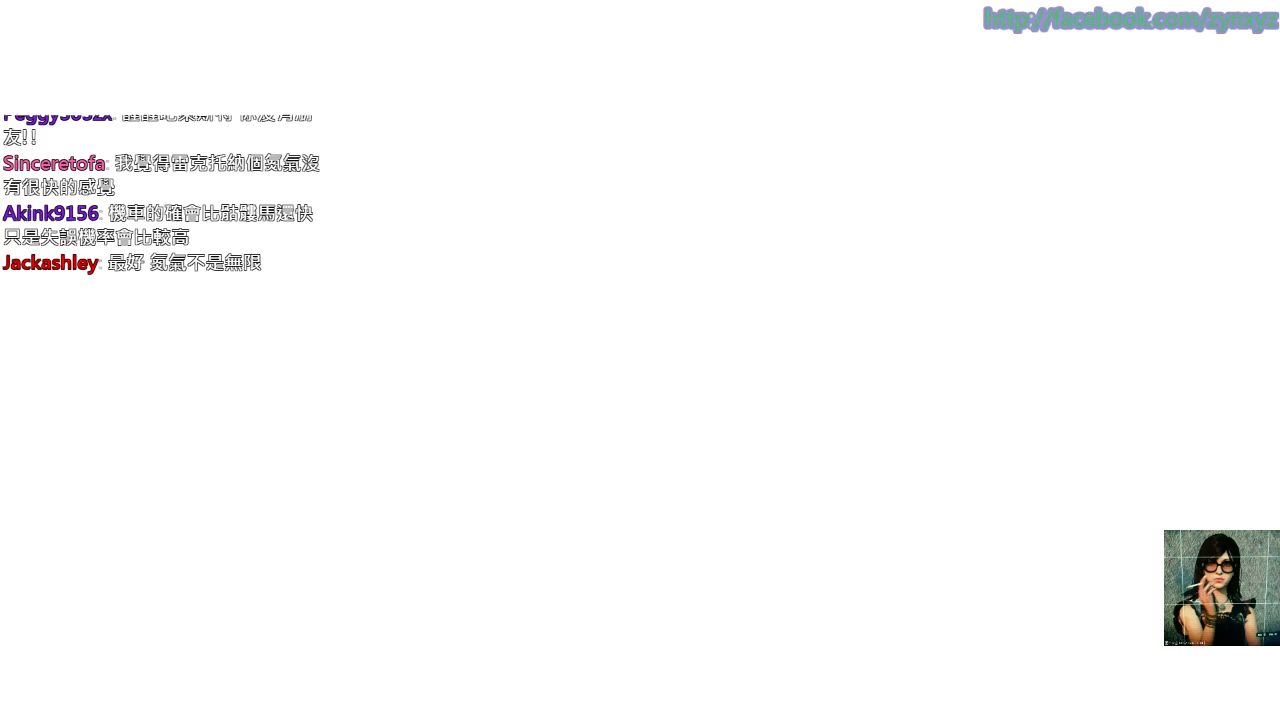 http://facebook.com/zynxyz
友!!
Sinceretofa: 我覺得雷克托納個氮氣沒
有很快的感覺
Akink9156: 機車的確會比骷髏馬還快
只是失誤機率會比較高
Jackashley: 最好 氮氣不是無限